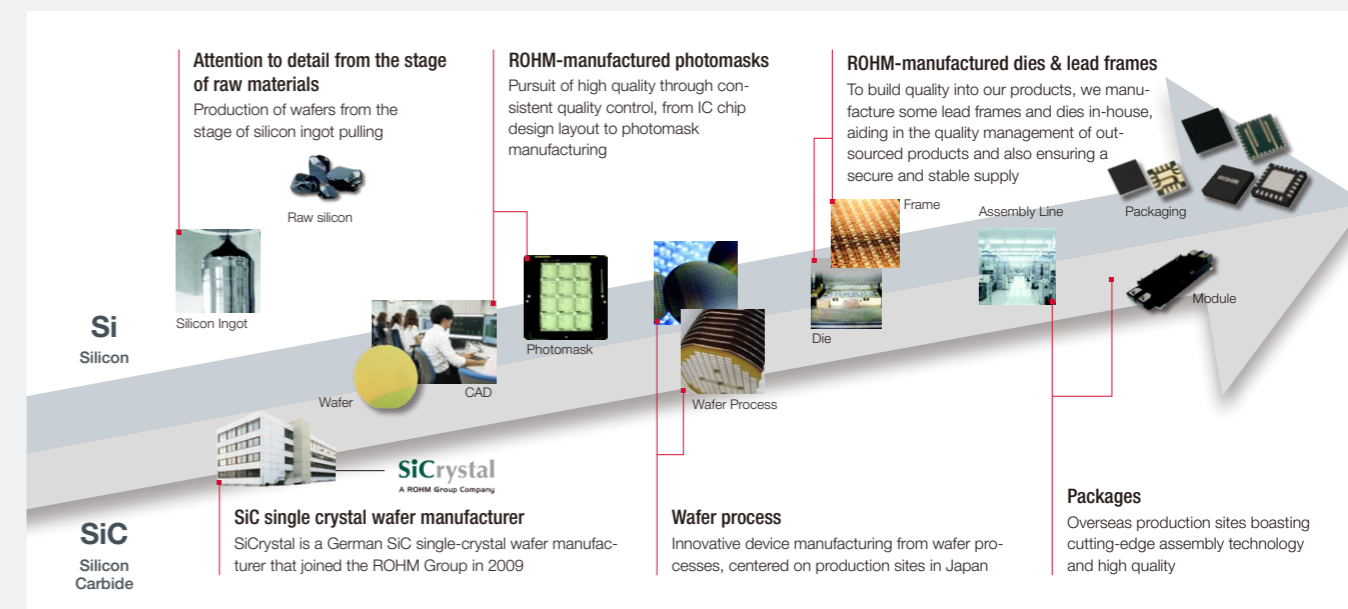 Attention to detail from the stage
of raw materials
Production of wafers from the
stage of silicon ingot pulling
Raw silicon
Silicon Ingot
ROHM-manufactured photomasks
Pursuit of high quality through con-
sistent quality control, from IC chip
design layout to photomask
manufacturing
ROHM-manufactured dies & lead frames
To build quality into our products, we manu-
facture some lead frames and dies in-house,
aiding in the quality management of out-
sourced products and also ensuring a
secure and stable supply
Frame
Assembly Line
Packaging
Module
Si
Silicon
Wafer
CAD
Photomask
Wafer Process
Die
SiCrystal
A ROHM Group Company
SiC
Silicon
Carbide
SiC single crystal wafer manufacturer
SiCrystal is a German SiC single-crystal wafer manufac-
turer that joined the ROHM Group in 2009
Wafer process
Innovative device manufacturing from wafer pro-
cesses, centered on production sites in Japan
Packages
Overseas production sites boasting
cutting-edge assembly technology
and high quality